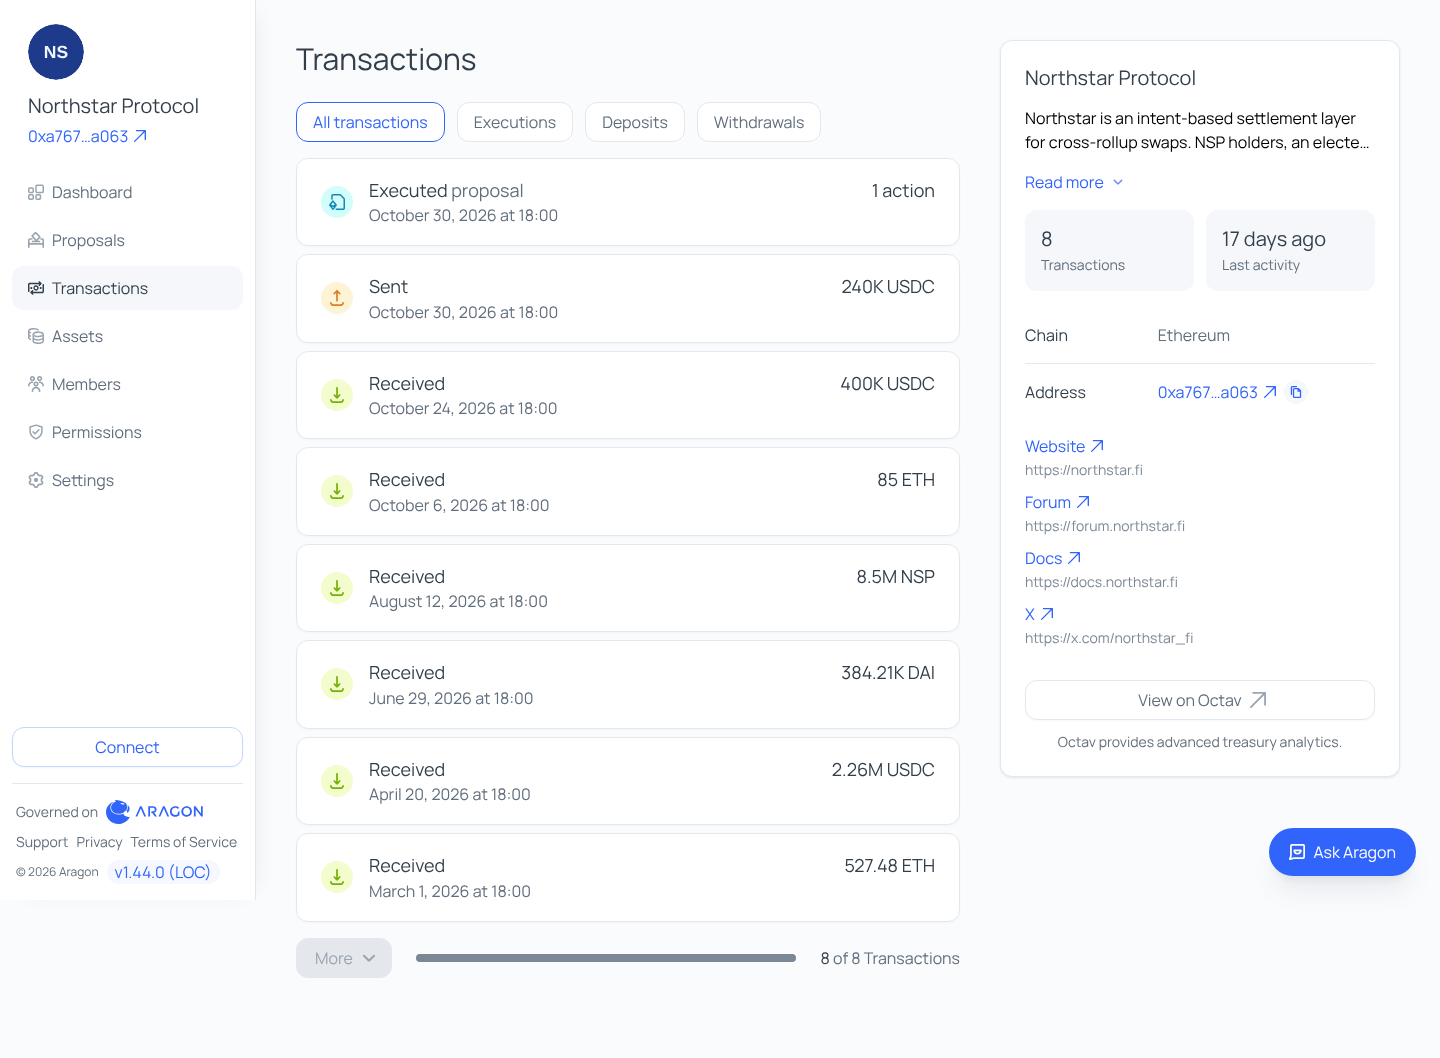 NS
Northstar Protocol
0xa767…a063
Dashboard
Proposals
Transactions
Assets
Members
Permissions
Settings
Connect
Governed on ARAGON
Support Privacy Terms of Service
© 2026 Aragon v1.44.0 (LOC)
Transactions
All transactions Executions Deposits Withdrawals
Executed proposal 1 action
October 30, 2026 at 18:00
Sent 240K USDC
October 30, 2026 at 18:00
Received 400K USDC
October 24, 2026 at 18:00
Received 85 ETH
October 6, 2026 at 18:00
Received 8.5M NSP
August 12, 2026 at 18:00
Received 384.21K DAI
June 29, 2026 at 18:00
Received 2.26M USDC
April 20, 2026 at 18:00
Received 527.48 ETH
March 1, 2026 at 18:00
More 8 of 8 Transactions
Northstar Protocol
Northstar is an intent-based settlement layer
for cross-rollup swaps. NSP holders, an electe…
Read more
8 17 days ago
Transactions Last activity
Chain Ethereum
Address 0xa767…a063
Website
https://northstar.fi
Forum
https://forum.northstar.fi
Docs
https://docs.northstar.fi
X
https://x.com/northstar_fi
View on Octav
Octav provides advanced treasury analytics.
Ask Aragon